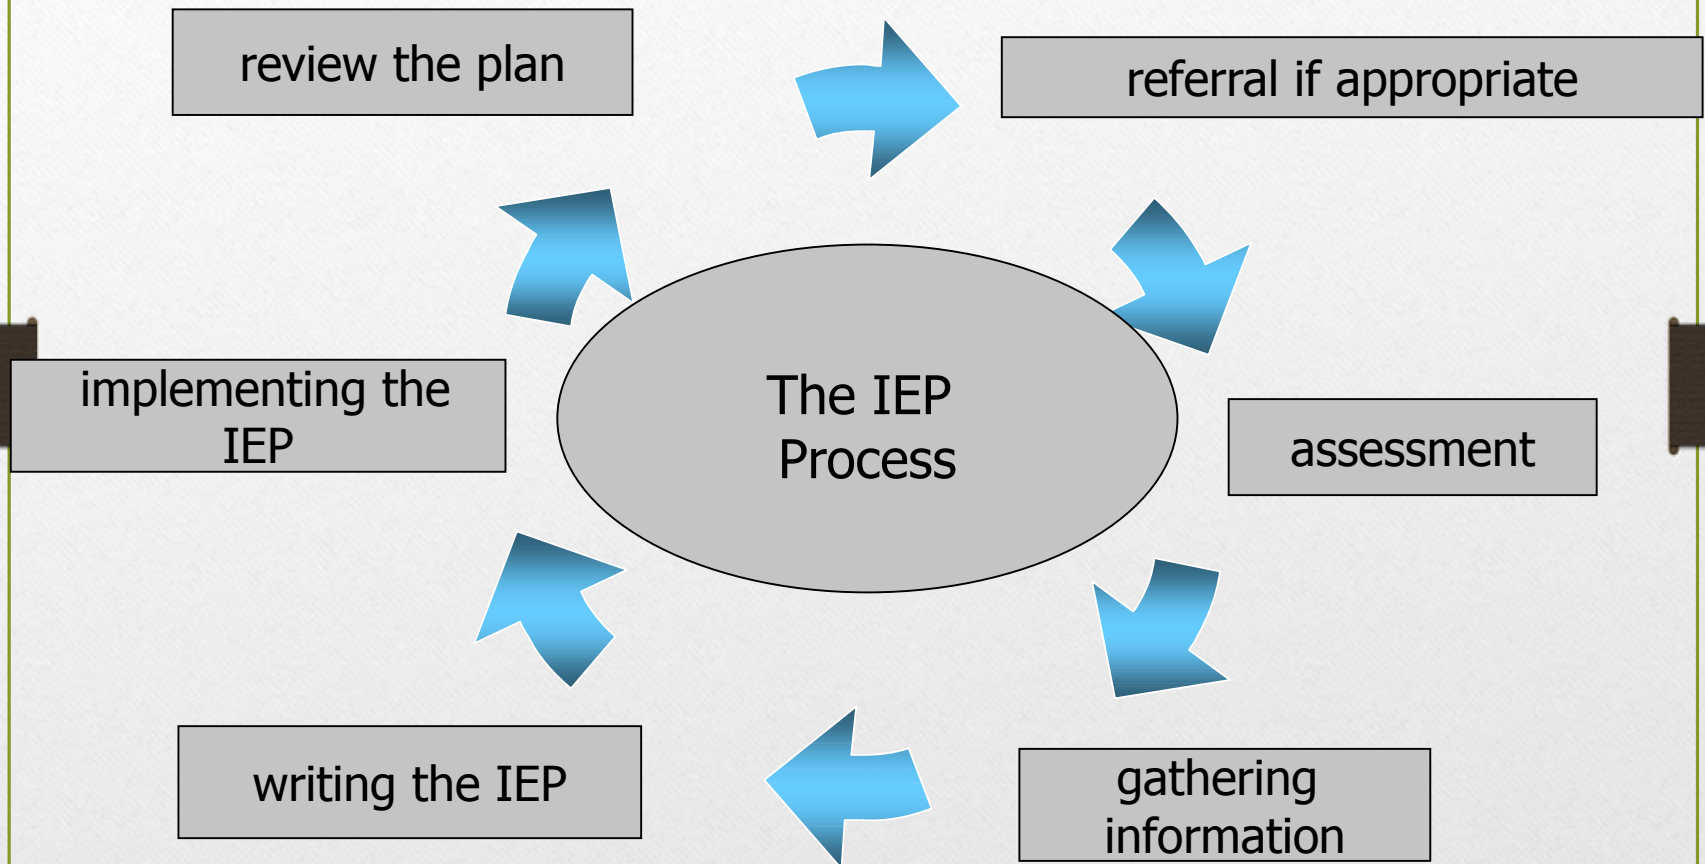 review the plan
referral if appropriate
implementing the
IEP
The IEP
Process
assessment
writing the IEP
gathering
information